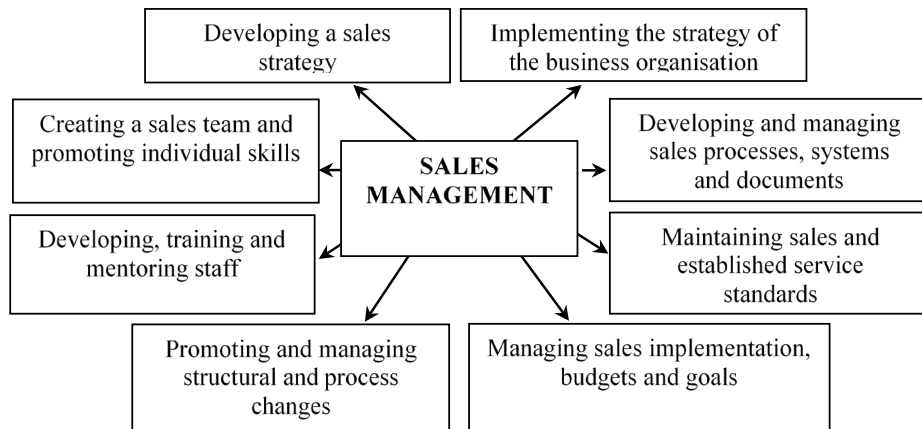 Developing a sales
strategy
Implementing the strategy of
the business organisation
Creating a sales team and
promoting individual skills
SALES
MANAGEMENT
Developing and managing
sales processes, systems
and documents
Developing, training and
mentoring staff
Maintaining sales and
established service
standards
Promoting and managing
structural and process
changes
Managing sales implementation,
budgets and goals